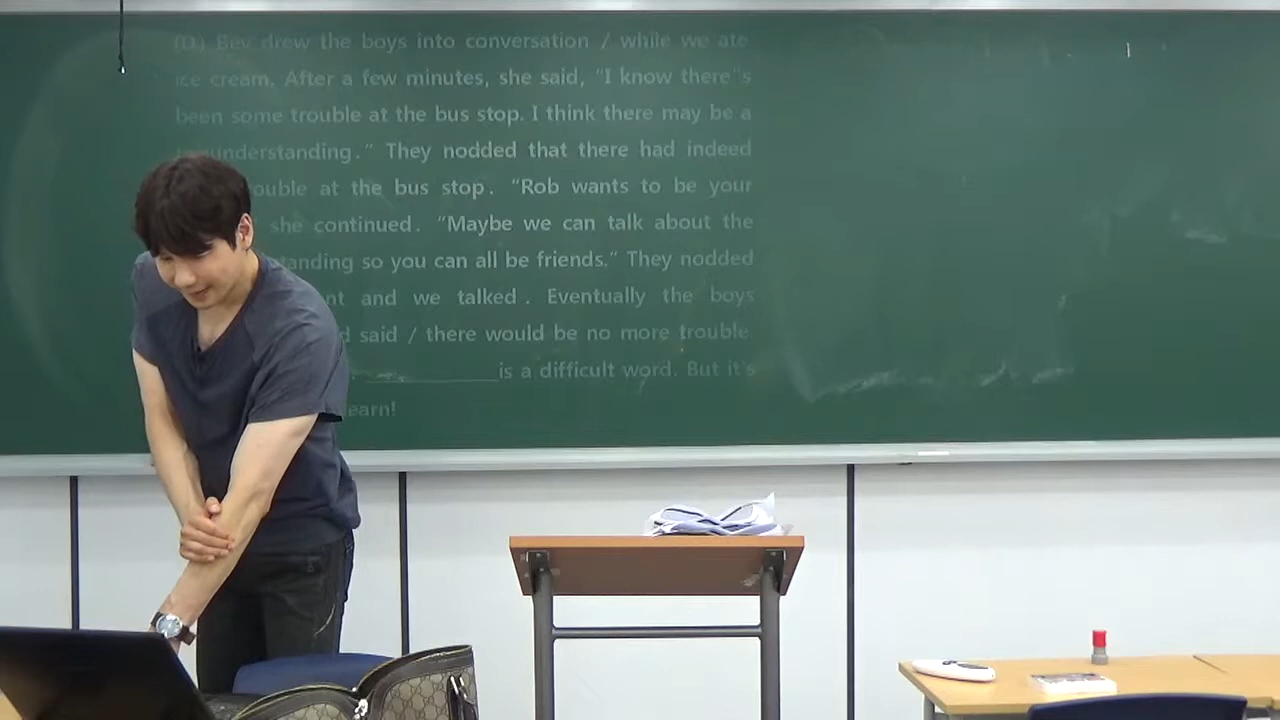 (D) Bev drew the boys into conversation / while we ate
ice cream. After a few minutes, she said, “I know there"s
been some trouble at the bus stop. I think there may be a
understanding.” They nodded that there had indeed
ouble at the bus stop. “Rob wants to be your
she continued. “Maybe we can talk about the
tanding so you can all be friends.” They nodded
nt and we talked. Eventually the boys
d said / there would be no more trouble.
. ____________is a difficult word. But it's
earn!